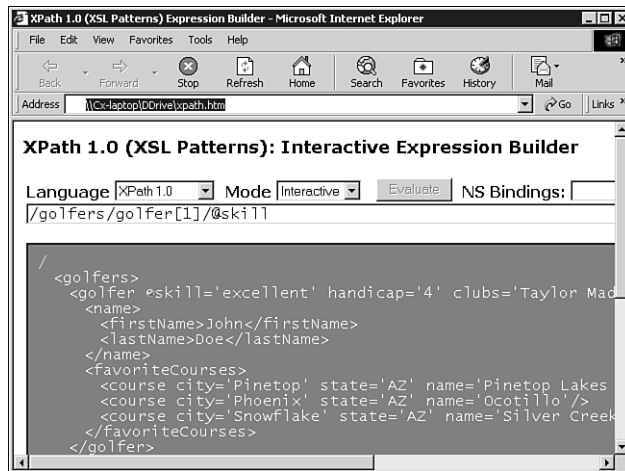 XPath 1.0 (XSL Patterns) Expression Builder - Microsoft Internet Explorer
File Edit View Favorites Tools Help
Back Forward Stop Refresh Home Search Favorites History Mail
Address \\Cx-laptop\DDrive\xpath.htm Go Links
XPath 1.0 (XSL Patterns): Interactive Expression Builder
Language XPath 1.0 Mode Interactive Evaluate NS Bindings:
/golfers/golfer[1]/@skill
/
<golfers>
<golfer @skill='excellent' handicap='4' clubs='Taylor Mad
<name>
<firstName>John</firstName>
<lastName>Doe</lastName>
</name>
<favoriteCourses>
<course city='Pinetop' state='AZ' name='Pinetop Lakes
<course city='Phoenix' state='AZ' name='Ocotillo'/>
<course city='Snowflake' state='AZ' name='Silver Creek
</favoriteCourses>
</golfer>